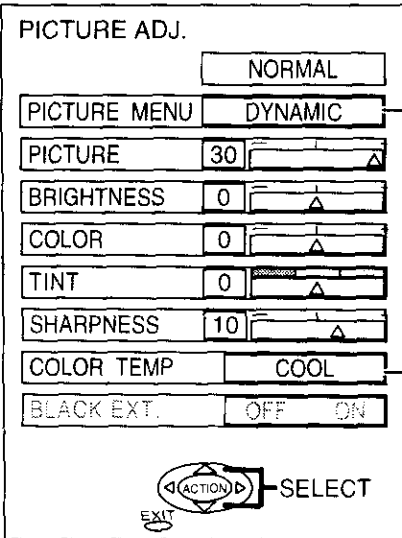 PICTURE ADJ.
NORMAL
PICTURE MENU DYNAMIC
PICTURE 30
BRIGHTNESS 0
COLOR 0
TINT 0
SHARPNESS 10
COLOR TEMP COOL
BLACK EXT. OFF ON
ACTION SELECT
EXIT